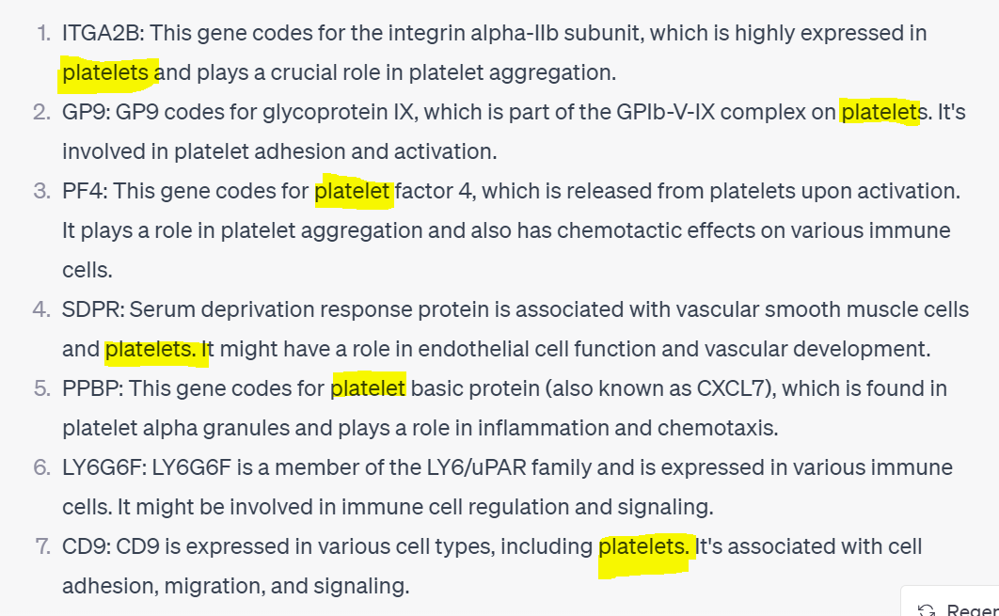 1. ITGA2B: This gene codes for the integrin alpha-IIb subunit, which is highly expressed in
platelets and plays a crucial role in platelet aggregation.
2. GP9: GP9 codes for glycoprotein IX, which is part of the GPIb-V-IX complex on platelets. It's
involved in platelet adhesion and activation.
3. PF4: This gene codes for platelet factor 4, which is released from platelets upon activation.
It plays a role in platelet aggregation and also has chemotactic effects on various immune
cells.
4. SDPR: Serum deprivation response protein is associated with vascular smooth muscle cells
and platelets. It might have a role in endothelial cell function and vascular development.
5. PPBP: This gene codes for platelet basic protein (also known as CXCL7), which is found in
platelet alpha granules and plays a role in inflammation and chemotaxis.
6. LY6G6F: LY6G6F is a member of the LY6/uPAR family and is expressed in various immune
cells. It might be involved in immune cell regulation and signaling.
7. CD9: CD9 is expressed in various cell types, including platelets. It's associated with cell
adhesion, migration, and signaling.